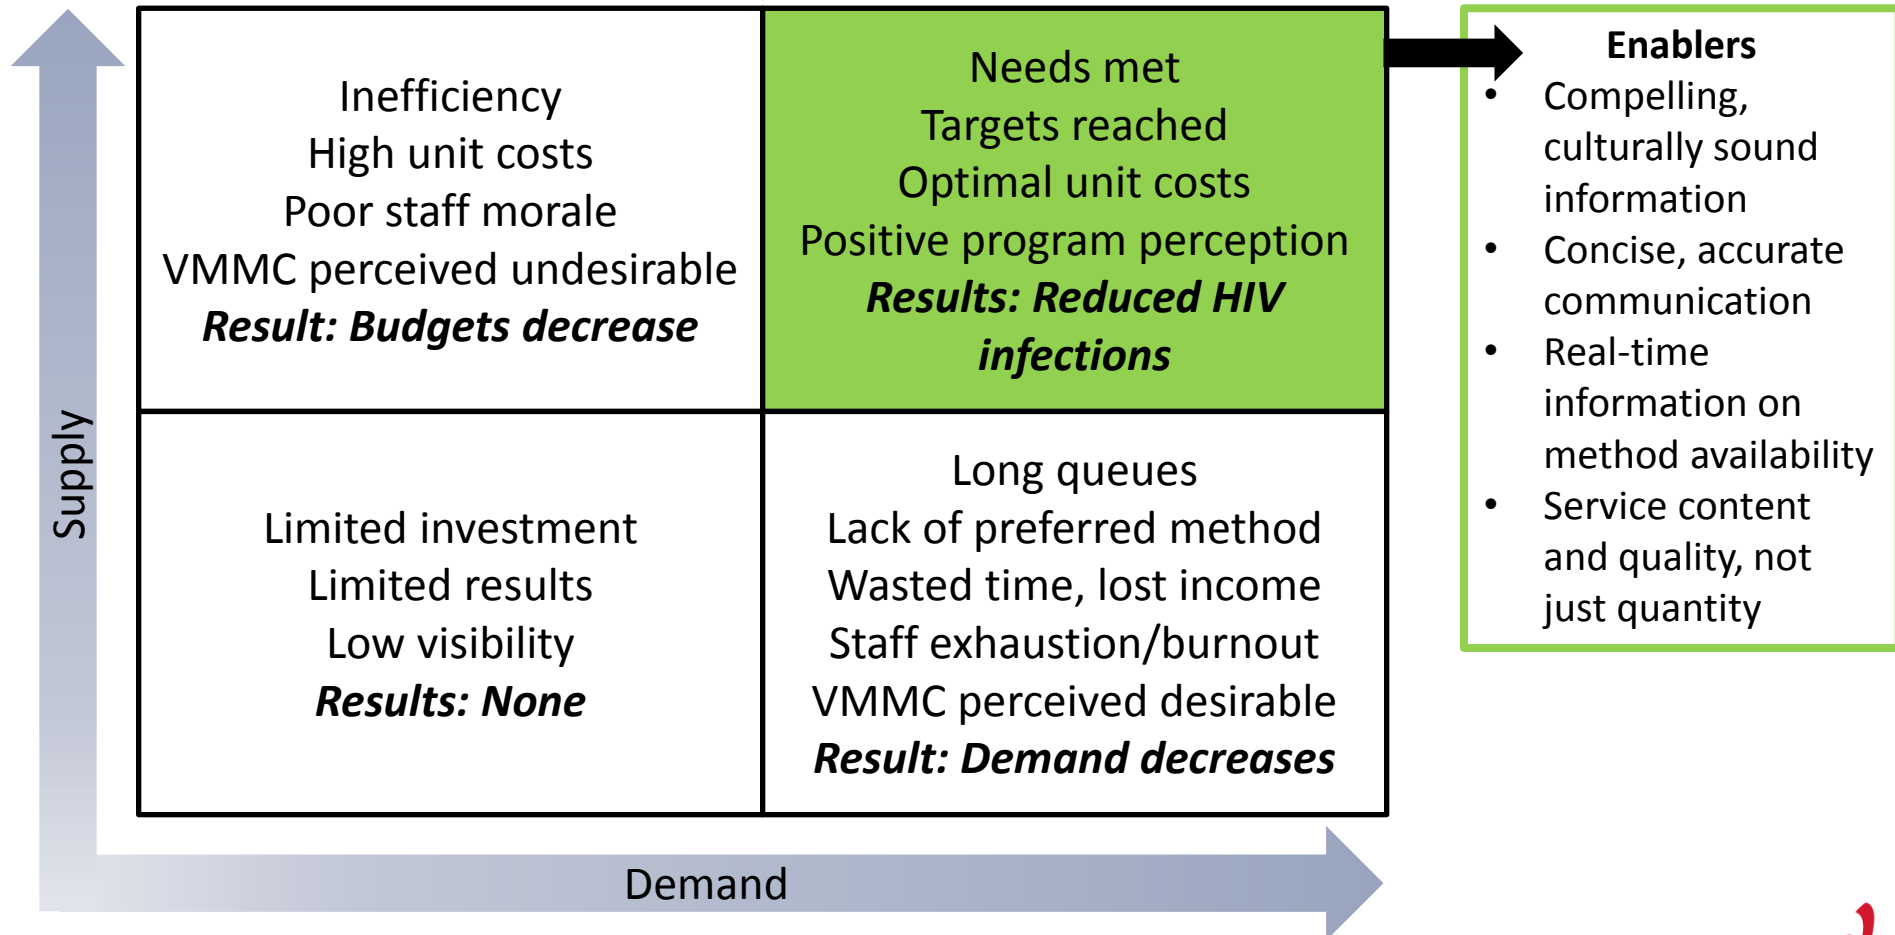 Inefficiency
High unit costs
Poor staff morale
VMMC perceived undesirable
Result: Budgets decrease
Needs met
Targets reached
Optimal unit costs
Positive program perception
Results: Reduced HIV
infections
Supply
Limited investment
Limited results
Low visibility
Results: None
Long queues
Lack of preferred method
Wasted time, lost income
Staff exhaustion/burnout
VMMC perceived desirable
Result: Demand decreases
Demand
Enablers
• Compelling,
culturally sound
information
• Concise, accurate
communication
• Real-time
information on
method availability
• Service content
and quality, not
just quantity